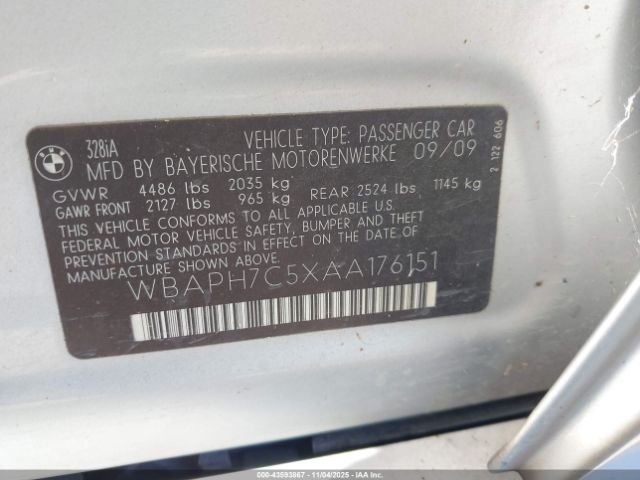 BMW
328iA
VEHICLE TYPE: PASSENGER CAR
MFD BY BAYERISCHE MOTORENWERKE 09/09
GVWR 4486 lbs 2035 kg
GAWR FRONT 2127 lbs 965 kg REAR 2524 lbs 1145 kg
THIS VEHICLE CONFORMS TO ALL APPLICABLE U.S.
FEDERAL MOTOR VEHICLE SAFETY, BUMPER AND THEFT
PREVENTION STANDARDS IN EFFECT ON THE DATE OF
MANUFACTURE SHOWN ABOVE.
WBAPH7C5XAA176151
2 122 606
000-43593867 - 11/04/2025 - IAAI.COM